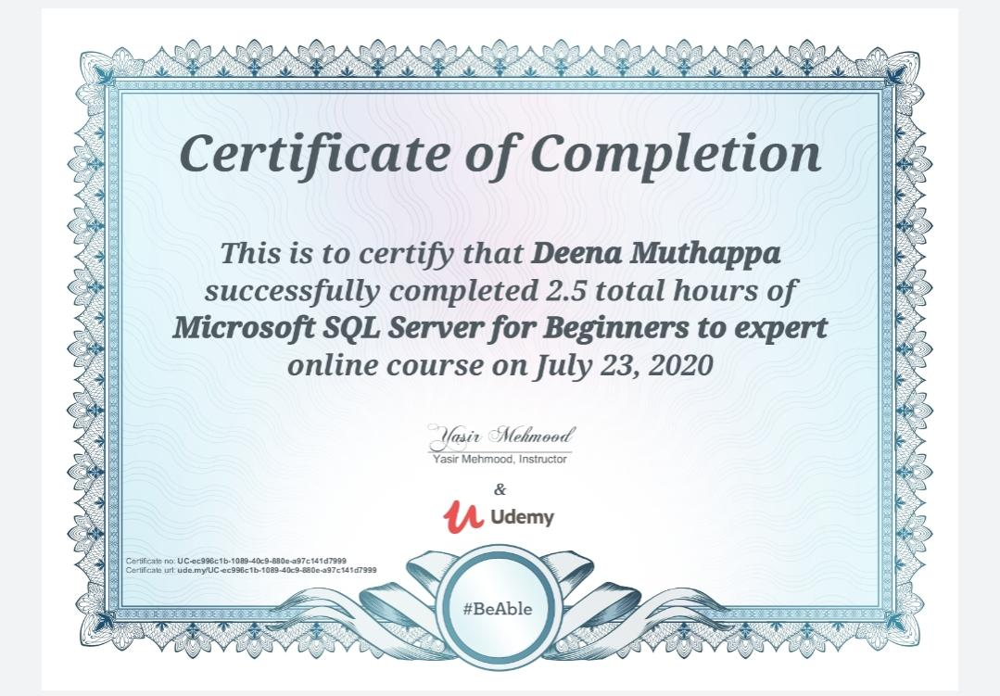 Certificate of Completion
This is to certify that Deena Muthappa
successfully completed 2.5 total hours of
Microsoft SQL Server for Beginners to expert
online course on July 23, 2020
Yasir Mehmood
Yasir Mehmood, Instructor
&
Udemy
Certificate no: UC-ec996c1b-1089-40c9-880e-a97c141d7999
Certificate url: ude.my/UC-ec996c1b-1089-40c9-880e-a97c141d7999
#BeAble